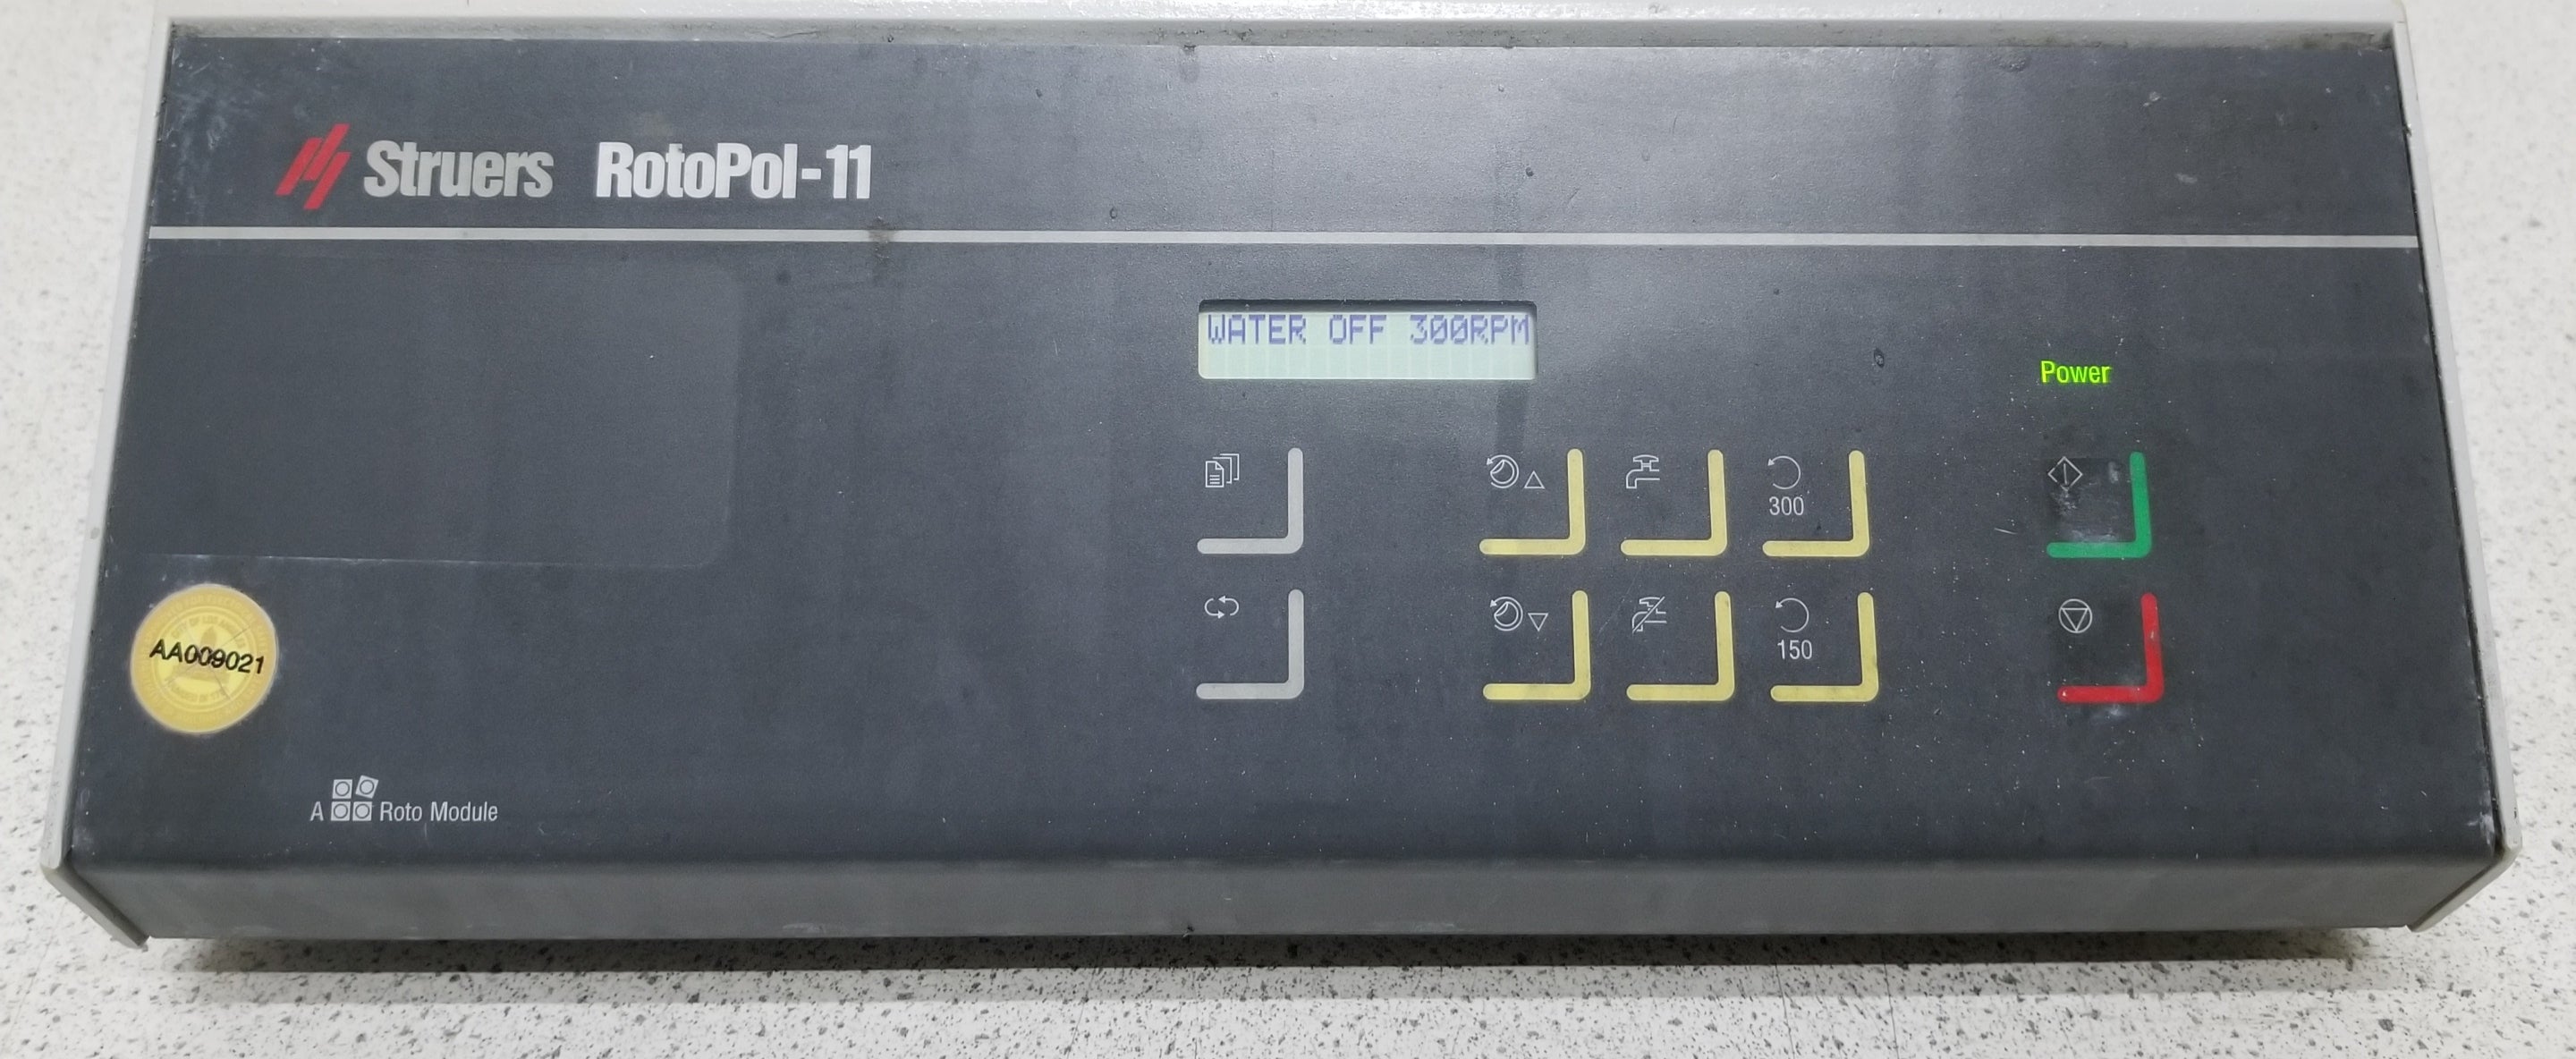 Struers RotoPol-11
WATER OFF 300RPM
Power
300
150
AA009021
A Roto Module